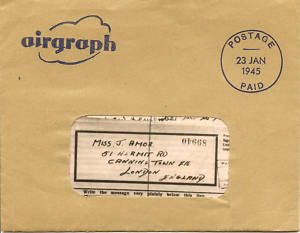 airgraph
POSTAGE
23 JAN
1945
PAID
MISS J. AMOR
01668
61 HERMIT RD
CANNING TOWN E16
LONDON
ENGLAND
Write the message very plainly below this line